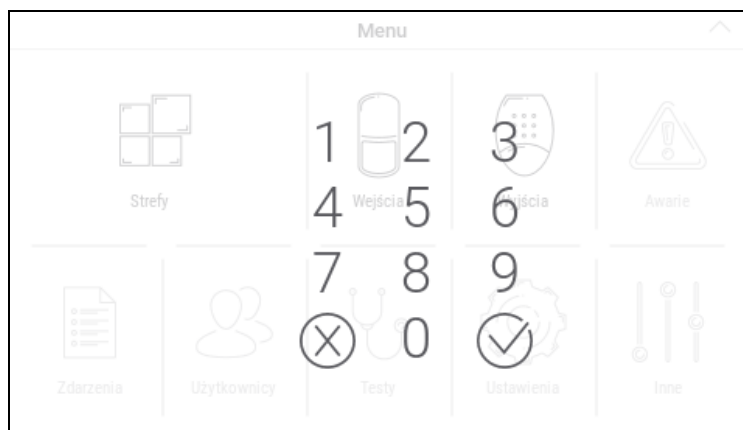 Menu
1 2 3
Strefy Wejścia Wyjścia Awarie
4 5 6
7 8 9
0
Zdarzenia Użytkownicy Testy Ustawienia Inne